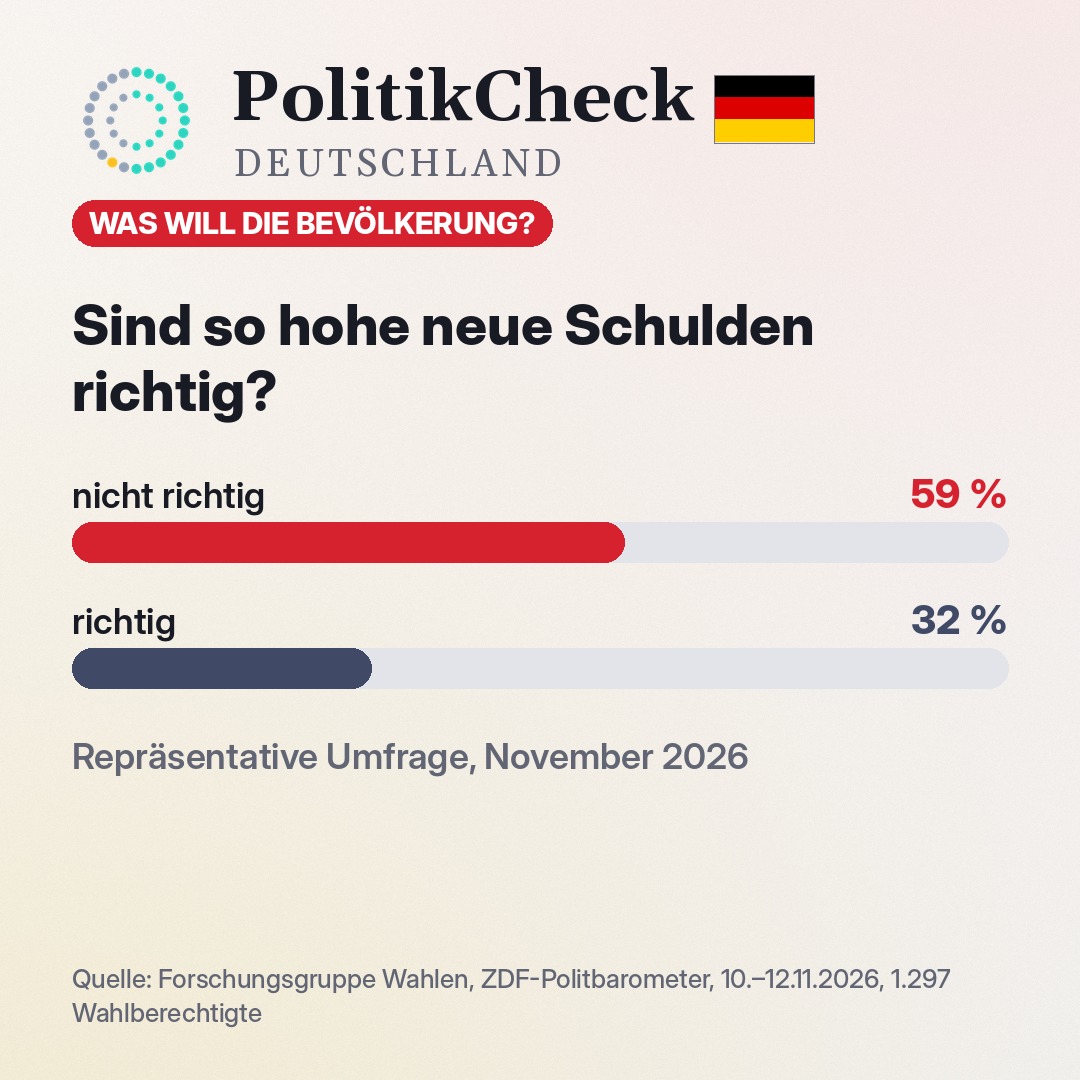 PolitikCheck
DEUTSCHLAND
WAS WILL DIE BEVÖLKERUNG?
Sind so hohe neue Schulden
richtig?
nicht richtig 59 %
richtig 32 %
Repräsentative Umfrage, November 2026
Quelle: Forschungsgruppe Wahlen, ZDF-Politbarometer, 10.–12.11.2026, 1.297
Wahlberechtigte